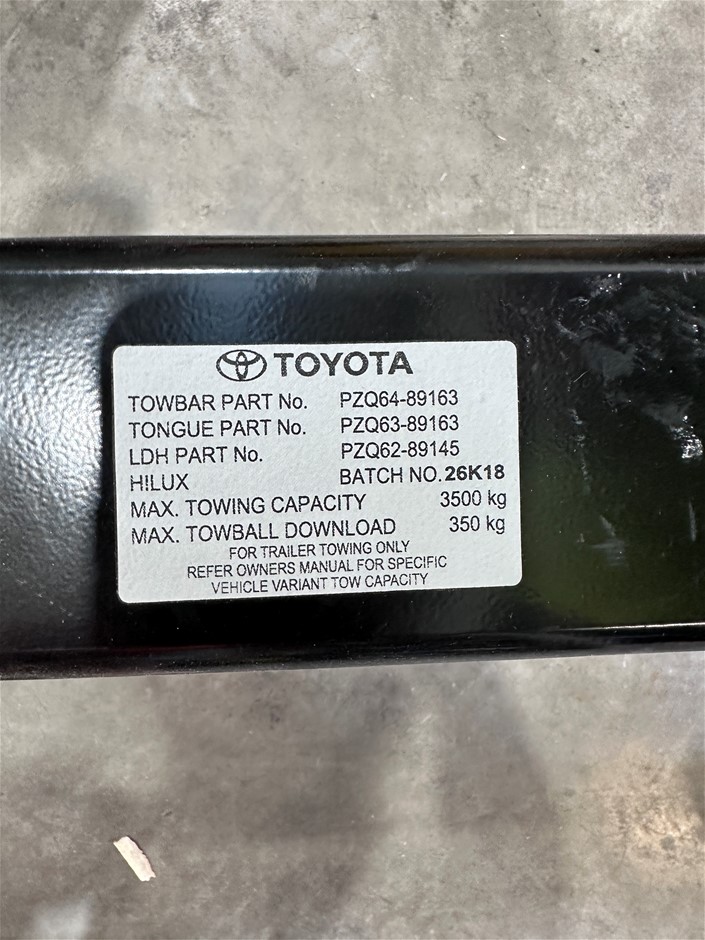 TOYOTA
TOWBAR PART No. PZQ64-89163
TONGUE PART No. PZQ63-89163
LDH PART No. PZQ62-89145
HILUX BATCH NO. 26K18
MAX. TOWING CAPACITY 3500 kg
MAX. TOWBALL DOWNLOAD 350 kg
FOR TRAILER TOWING ONLY
REFER OWNERS MANUAL FOR SPECIFIC
VEHICLE VARIANT TOW CAPACITY